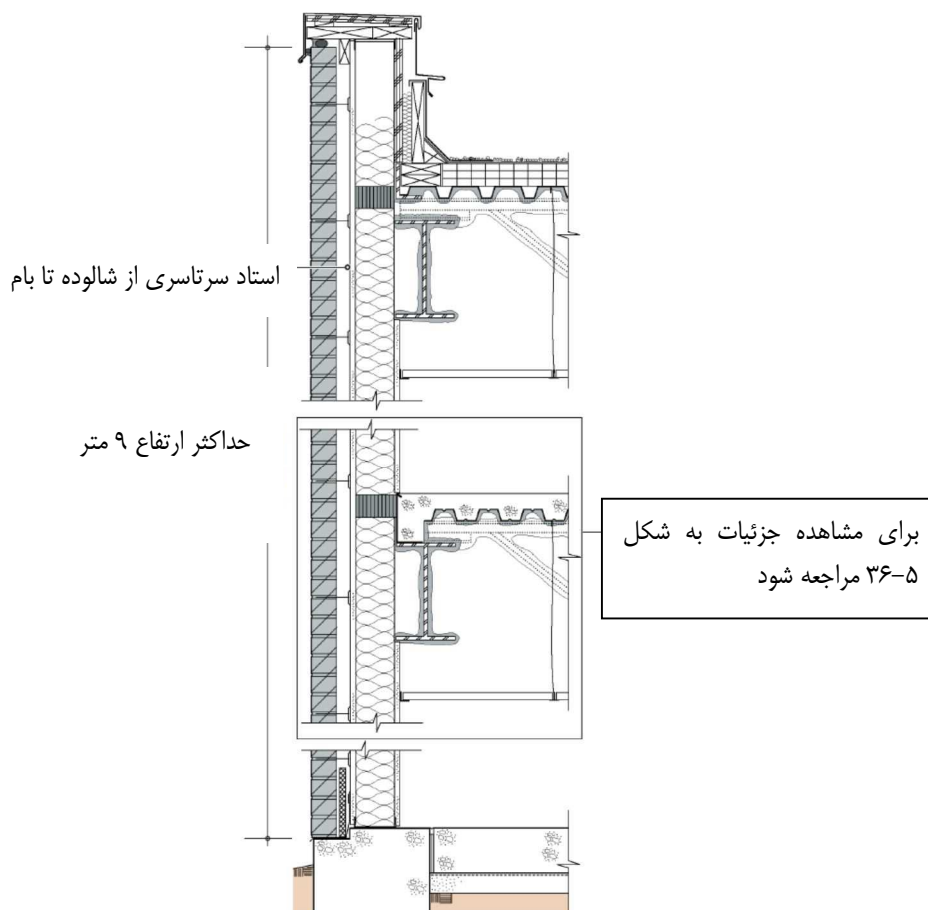 استاد سرتاسری از شالوده تا بام
حداکثر ارتفاع ۹ متر
برای مشاهده جزئیات به شکل
۵-۳۶ مراجعه شود